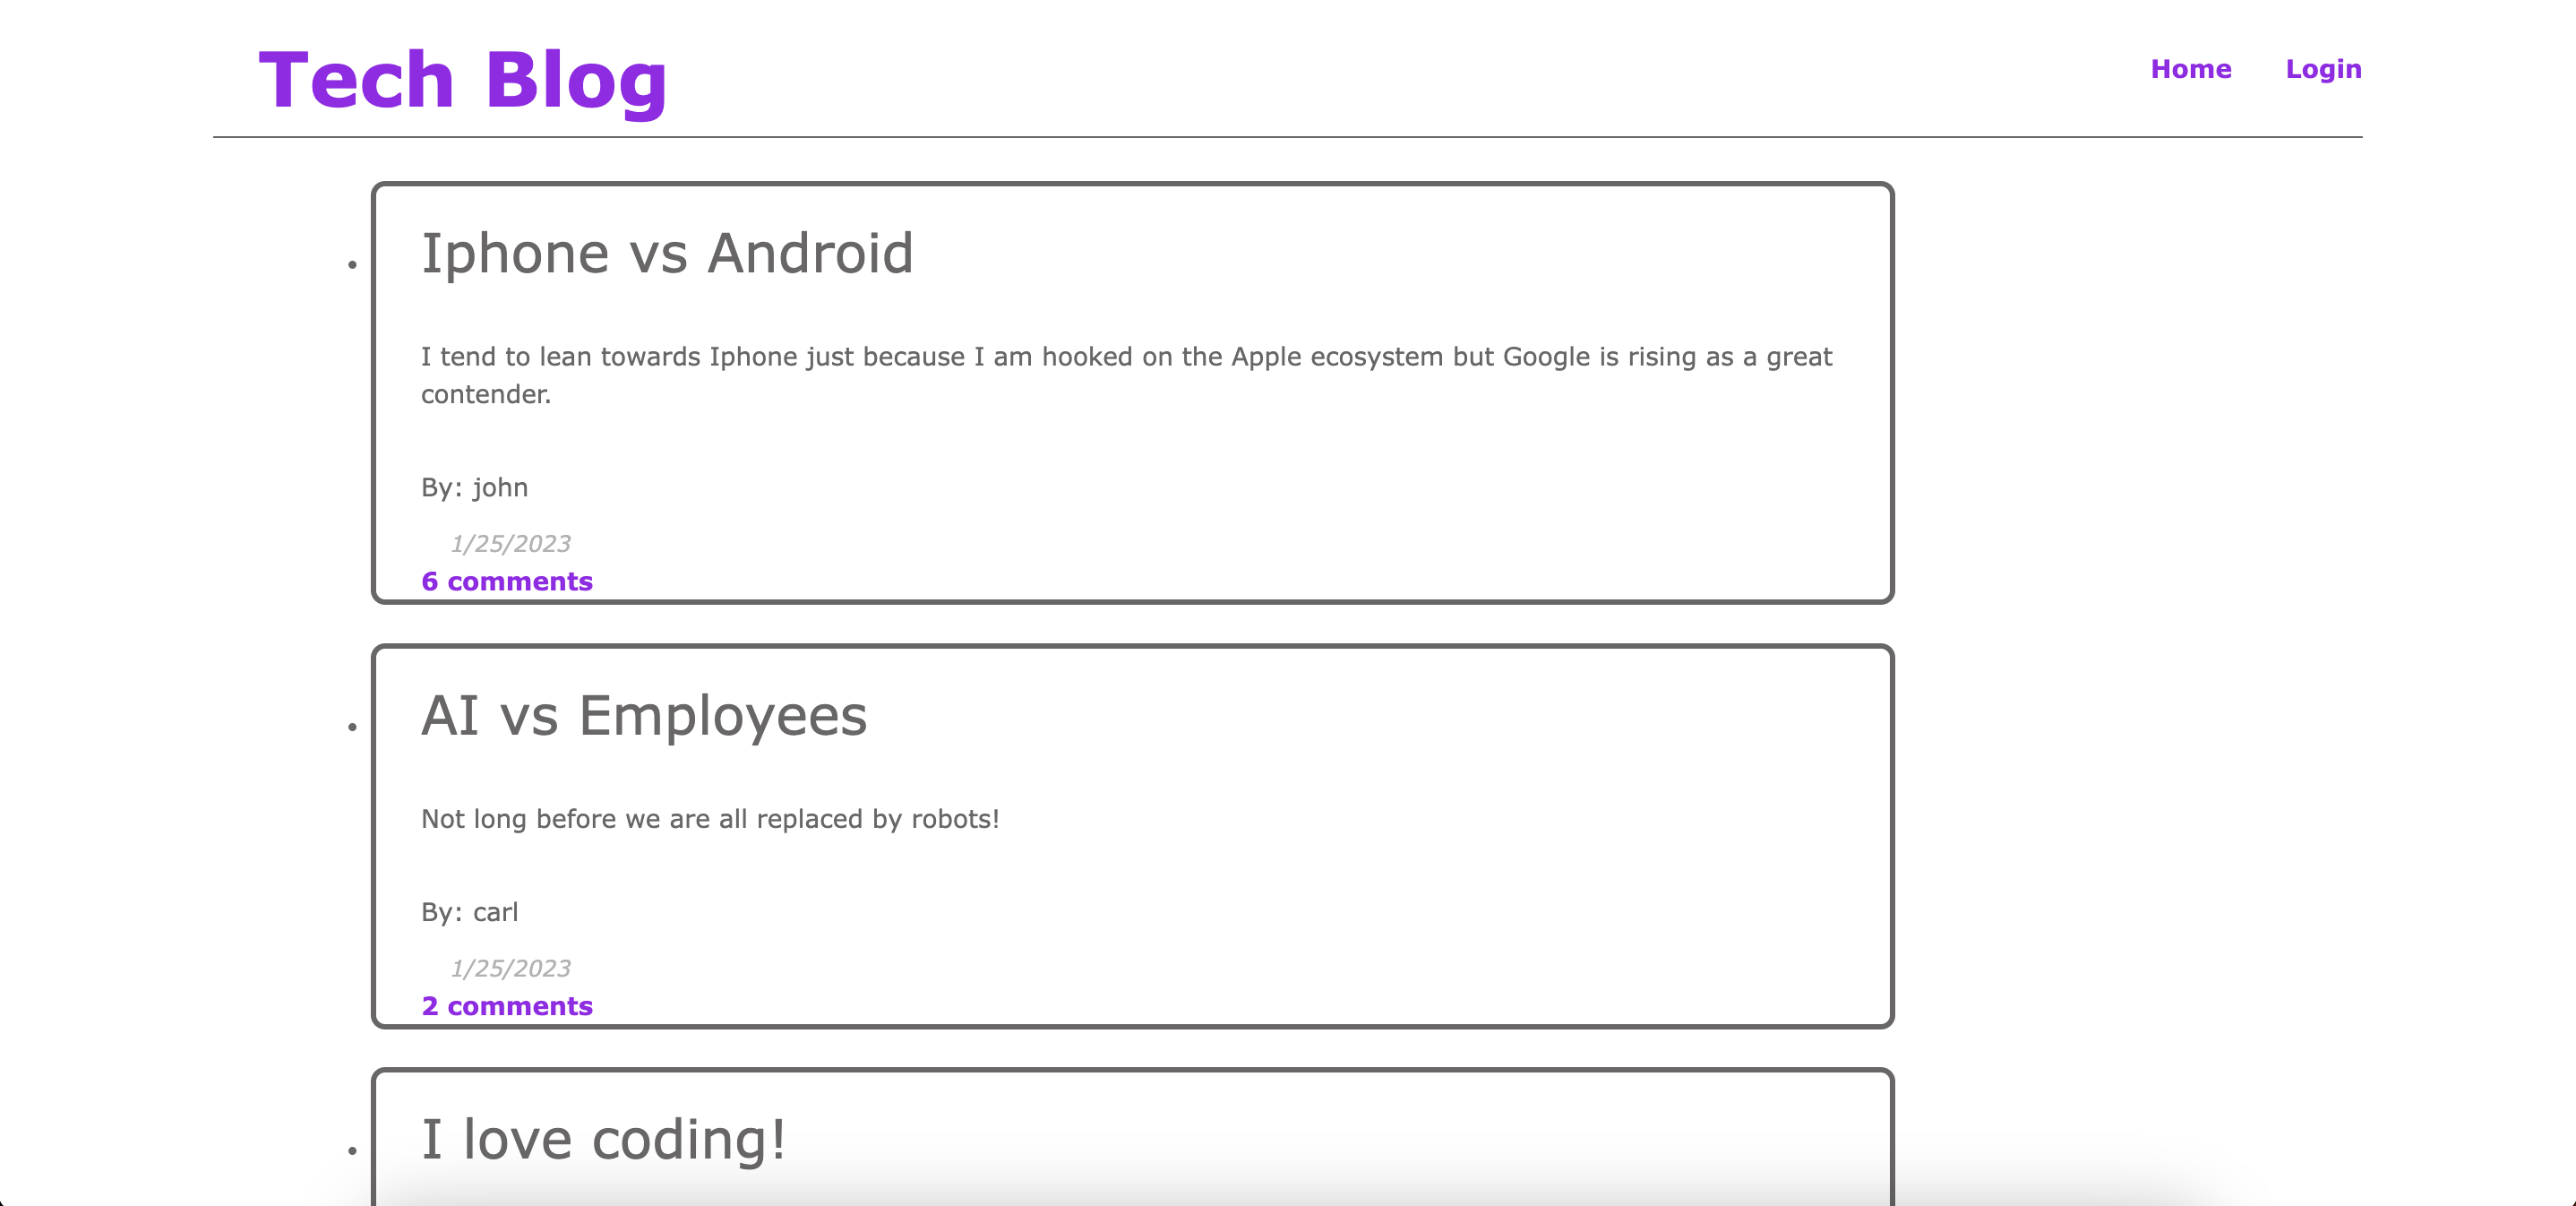 Tech Blog
Home Login
Iphone vs Android
I tend to lean towards Iphone just because I am hooked on the Apple ecosystem but Google is rising as a great
contender.
By: john
1/25/2023
6 comments
AI vs Employees
Not long before we are all replaced by robots!
By: carl
1/25/2023
2 comments
I love coding!